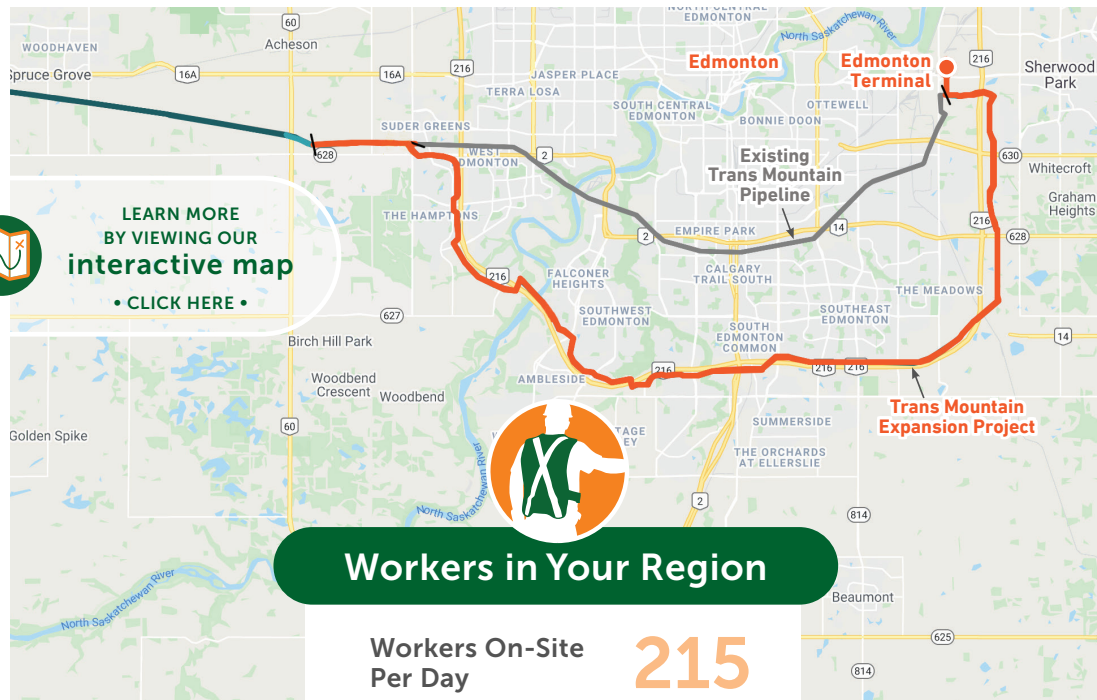 NORTH CENTRAL
EDMONTON
North Saskatchewan
River
60
Acheson
WOODHAVEN
Spruce Grove
16A
16A
216
JASPER PLACE
TERRA LOSA
Edmonton
Edmonton
Terminal
216
Sherwood
Park
SOUTH CENTRAL
EDMONTON
OTTEWELL
BONNIE DOON
SUDER GREENS
628
WEST
EDMONTON
2
Existing
Trans Mountain
Pipeline
630
Whitecroft
Graham
Heights
LEARN MORE
BY VIEWING OUR
interactive map
• CLICK HERE •
THE HAMPTONS
2
EMPIRE PARK
14
216
628
216
FALCONER
HEIGHTS
CALGARY
TRAIL SOUTH
THE MEADOWS
627
SOUTHWEST
EDMONTON
SOUTH
EDMONTON
COMMON
SOUTHEAST
EDMONTON
14
Birch Hill Park
Woodbend
Crescent
Woodbend
AMBLESIDE
216
216
216
Trans Mountain
Expansion Project
60
Golden Spike
SUMMERSIDE
THE ORCHARDS
AT ELLERSLIE
North Saskatchewan River
2
814
Workers in Your Region
North Saskatchewan River
Beaumont
625
814
Workers On-Site
Per Day
215